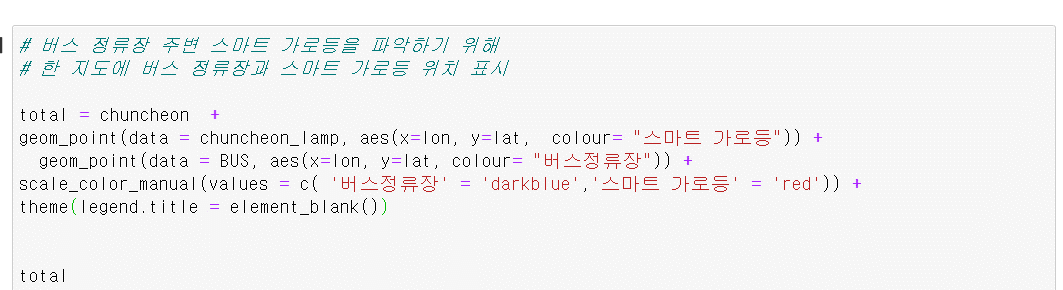 # 버스 정류장 주변 스마트 가로등을 파악하기 위해
# 한 지도에 버스 정류장과 스마트 가로등 위치 표시
total = chuncheon  +
geom_point(data = chuncheon_lamp, aes(x=lon, y=lat,  colour= "스마트 가로등")) +
  geom_point(data = BUS, aes(x=lon, y=lat, colour= "버스정류장")) +
scale_color_manual(values = c( '버스정류장' = 'darkblue','스마트 가로등' = 'red')) +
theme(legend.title = element_blank())
total